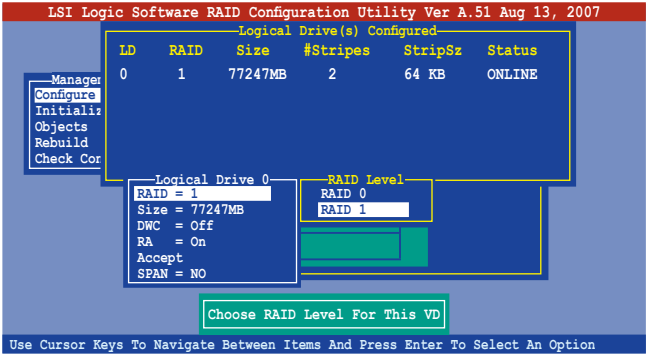 LSI Logic Software RAID Configuration Utility Ver A.51 Aug 13, 2007
Logical Drive(s) Configured
LD RAID Size #Stripes StripSz Status
0 1 77247MB 2 64 KB ONLINE
Managem
Configure
Initializ
Objects
Rebuild
Check Con
Logical Drive 0
RAID = 1
Size = 77247MB
DWC = Off
RA = On
Accept
SPAN = NO
RAID Level
RAID 0
RAID 1
Choose RAID Level For This VD
Use Cursor Keys To Navigate Between Items And Press Enter To Select An Option